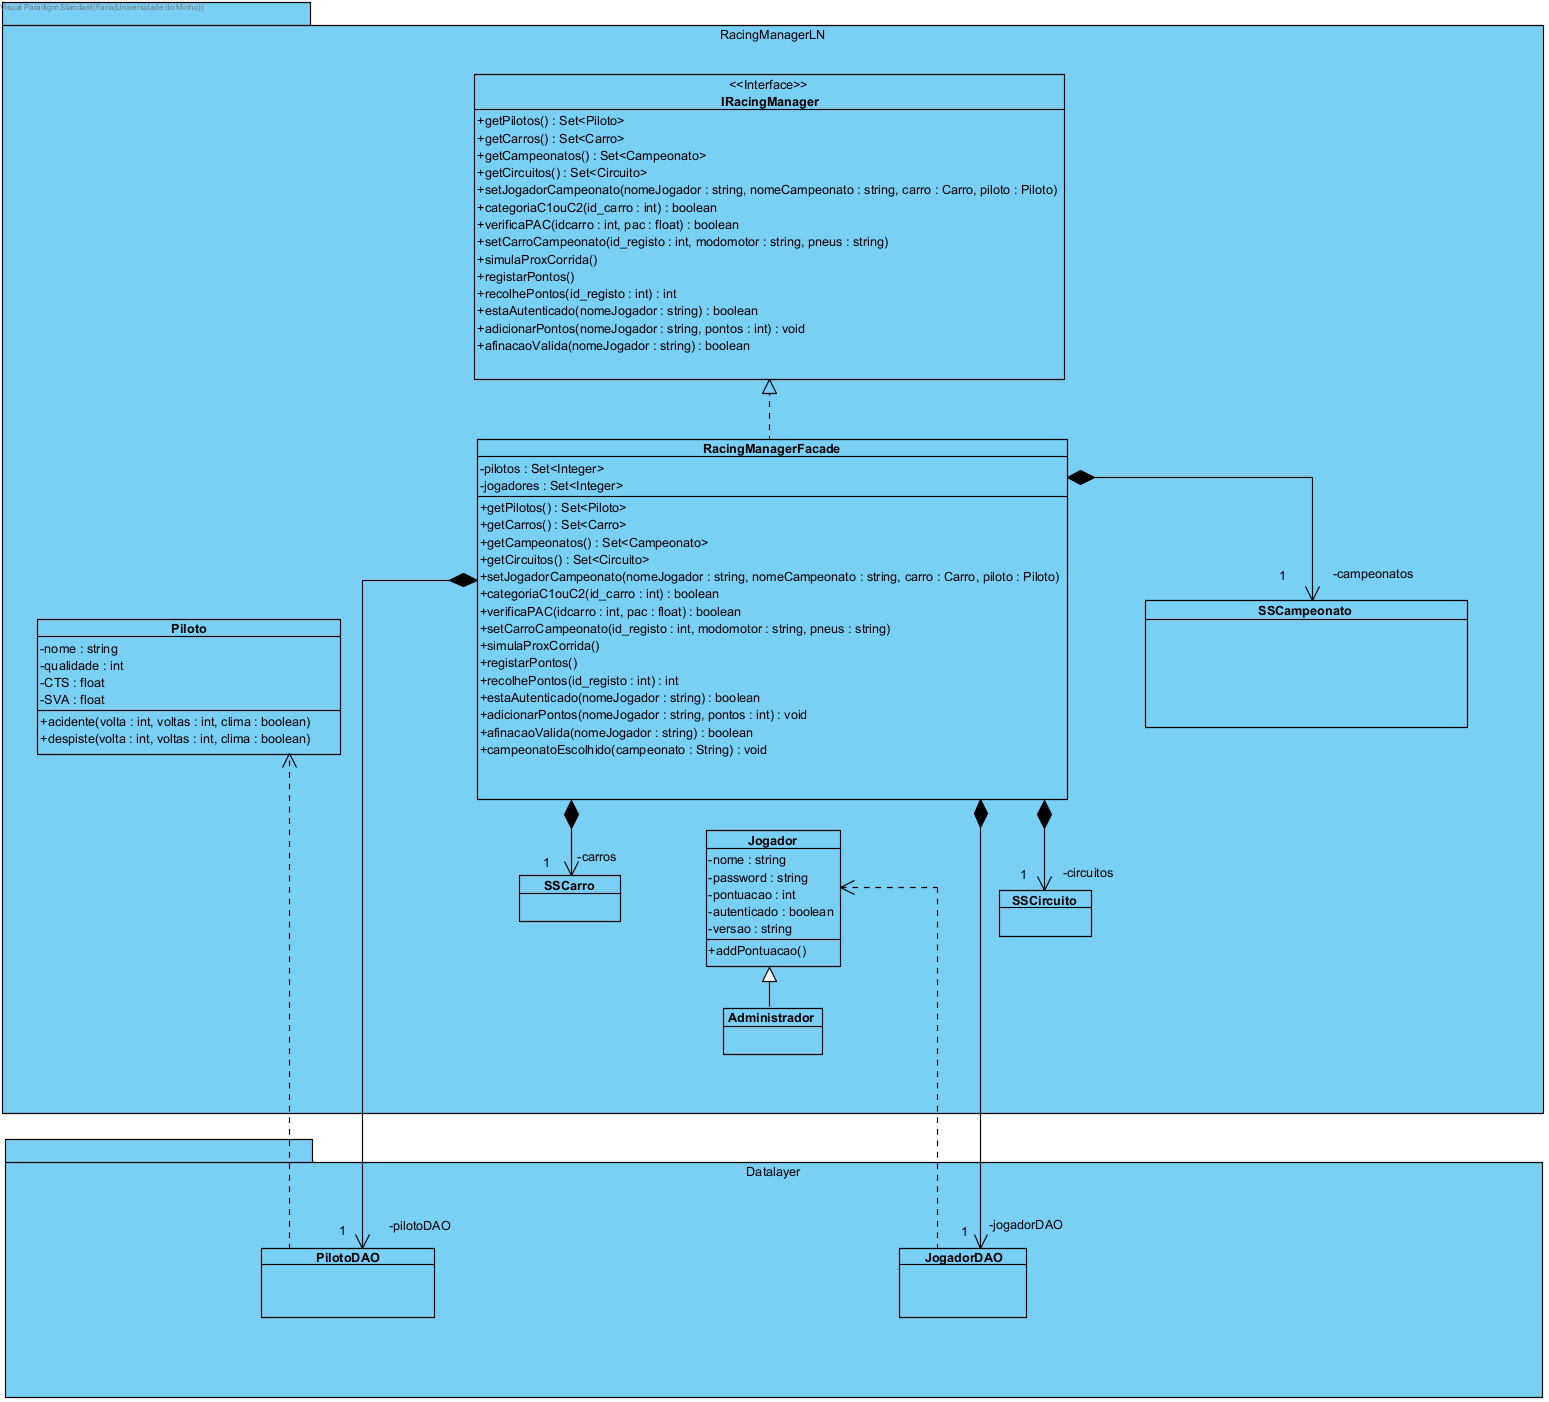 Visual Paradigm Standard(Faria(Universidade do Minho))
RacingManagerLN
<<Interface>>
IRacingManager
+getPilotos() : Set<Piloto>
+getCarros() : Set<Carro>
+getCampeonatos() : Set<Campeonato>
+getCircuitos() : Set<Circuito>
+setJogadorCampeonato(nomeJogador : string, nomeCampeonato : string, carro : Carro, piloto : Piloto)
+categoriaC1ouC2(id_carro : int) : boolean
+verificaPAC(idcarro : int, pac : float) : boolean
+setCarroCampeonato(id_registo : int, modomotor : string, pneus : string)
+simulaProxCorrida()
+registarPontos()
+recolhePontos(id_registo : int) : int
+estaAutenticado(nomeJogador : string) : boolean
+adicionarPontos(nomeJogador : string, pontos : int) : void
+afinacaoValida(nomeJogador : string) : boolean
RacingManagerFacade
-pilotos : Set<Integer>
-jogadores : Set<Integer>
+getPilotos() : Set<Piloto>
+getCarros() : Set<Carro>
+getCampeonatos() : Set<Campeonato>
+getCircuitos() : Set<Circuito>
+setJogadorCampeonato(nomeJogador : string, nomeCampeonato : string, carro : Carro, piloto : Piloto)
+categoriaC1ouC2(id_carro : int) : boolean
+verificaPAC(idcarro : int, pac : float) : boolean
+setCarroCampeonato(id_registo : int, modomotor : string, pneus : string)
+simulaProxCorrida()
+registarPontos()
+recolhePontos(id_registo : int) : int
+estaAutenticado(nomeJogador : string) : boolean
+adicionarPontos(nomeJogador : string, pontos : int) : void
+afinacaoValida(nomeJogador : string) : boolean
+campeonatoEscolhido(campeonato : String) : void
1 -campeonatos
SSCampeonato
Piloto
-nome : string
-qualidade : int
-CTS : float
-SVA : float
+acidente(volta : int, voltas : int, clima : boolean)
+despiste(volta : int, voltas : int, clima : boolean)
1 -carros
SSCarro
Jogador
-nome : string
-password : string
-pontuacao : int
-autenticado : boolean
-versao : string
+addPontuacao()
1 -circuitos
SSCircuito
Administrador
Datalayer
1 -pilotoDAO
PilotoDAO
1 -jogadorDAO
JogadorDAO